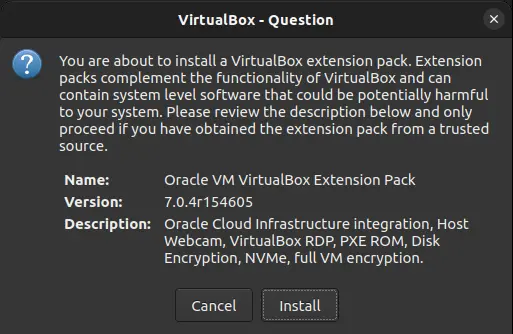 VirtualBox - Question
You are about to install a VirtualBox extension pack. Extension
packs complement the functionality of VirtualBox and can
contain system level software that could be potentially harmful
to your system. Please review the description below and only
proceed if you have obtained the extension pack from a trusted
source.
Name: Oracle VM VirtualBox Extension Pack
Version: 7.0.4r154605
Description: Oracle Cloud Infrastructure integration, Host
Webcam, VirtualBox RDP, PXE ROM, Disk
Encryption, NVMe, full VM encryption.
Cancel Install